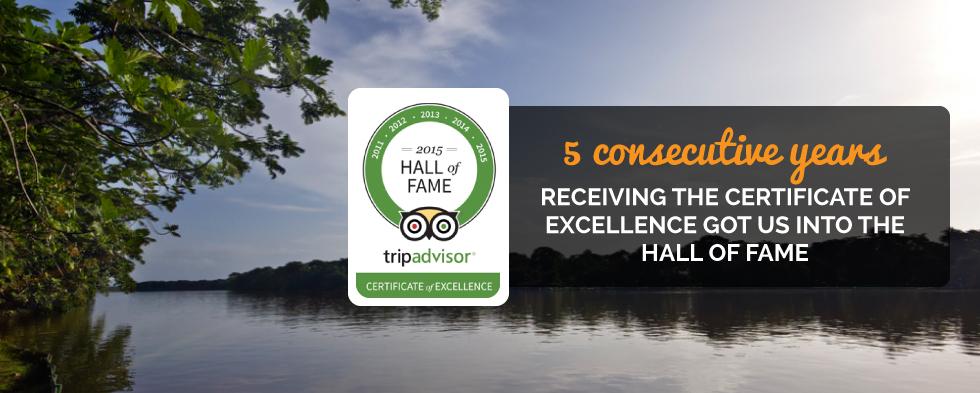 2011 • 2012 • 2013 • 2014 • 2015
2015
HALL of
FAME
tripadvisor®
CERTIFICATE of EXCELLENCE
5 consecutive years
RECEIVING THE CERTIFICATE OF
EXCELLENCE GOT US INTO THE
HALL OF FAME